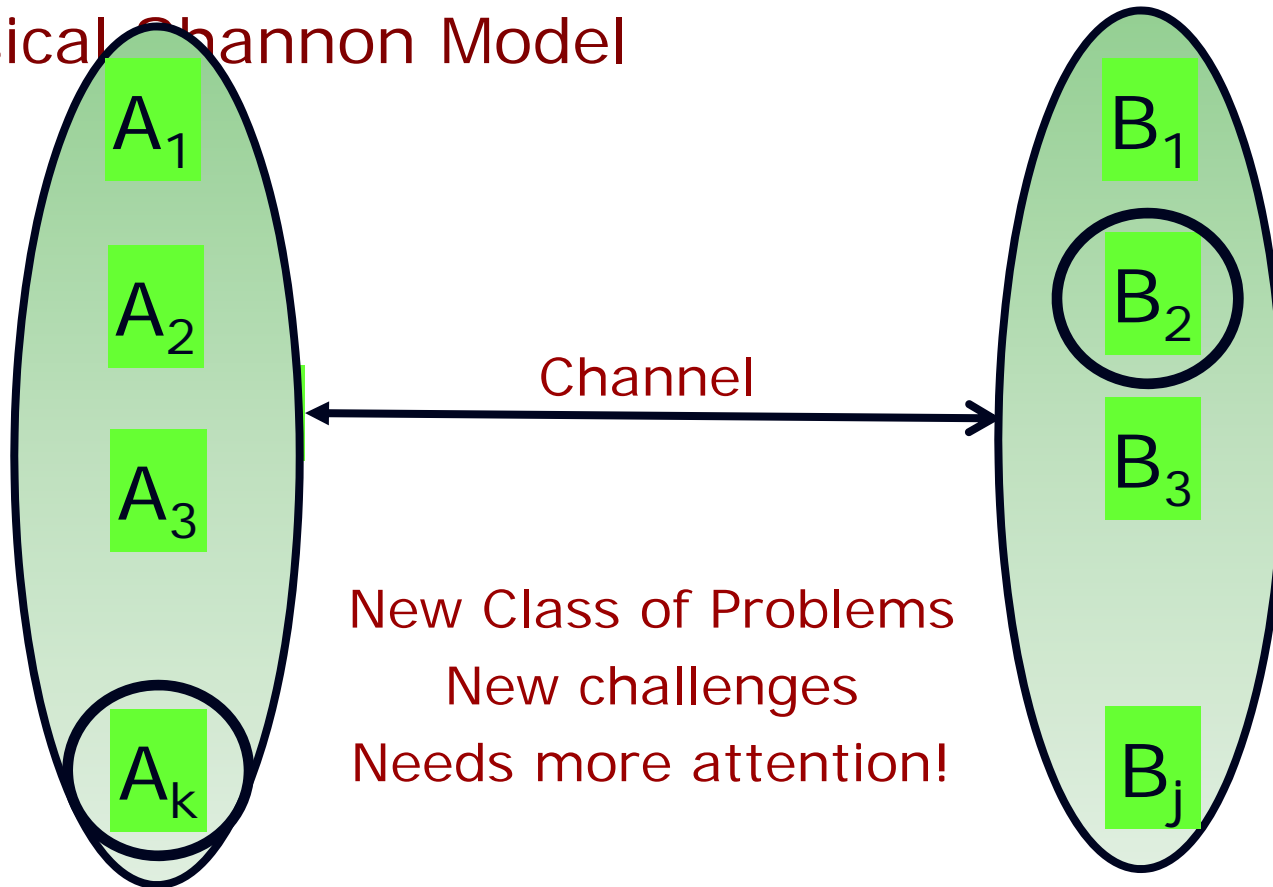 sical Shannon Model
A₁
A₂
A₃
Aₖ
Channel
New Class of Problems
New challenges
Needs more attention!
B₁
B₂
B₃
Bⱼ